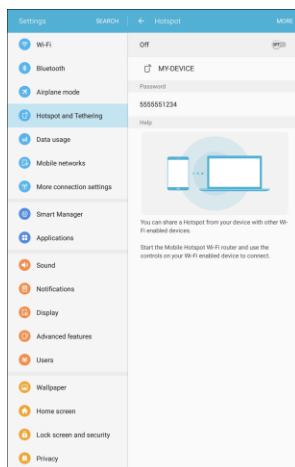 Settings
SEARCH
Wi-Fi
Bluetooth
Airplane mode
Hotspot and Tethering
Data usage
Mobile networks
More connection settings
Smart Manager
Applications
Sound
Notifications
Display
Advanced features
Users
Wallpaper
Home screen
Lock screen and security
Privacy
Hotspot
MORE
Off
OFF
MY-DEVICE
Password
5555551234
Help
You can share a Hotspot from your device with other Wi-
Fi enabled devices.
Start the Mobile Hotspot Wi-Fi router and use the
controls on your Wi-Fi enabled device to connect.